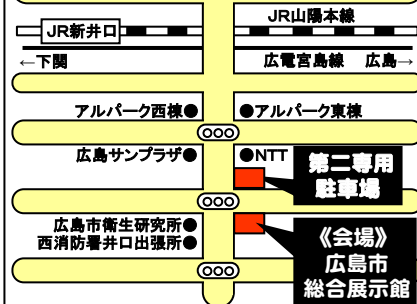 JR山陽本線
JR新井口
←下関
広電宮島線 広島→
アルパーク西棟●
●アルパーク東棟
広島サンプラザ●
●NTT
第二専用
駐車場
広島市衛生研究所●
西消防署井口出張所●
《会場》
広島市
総合展示館